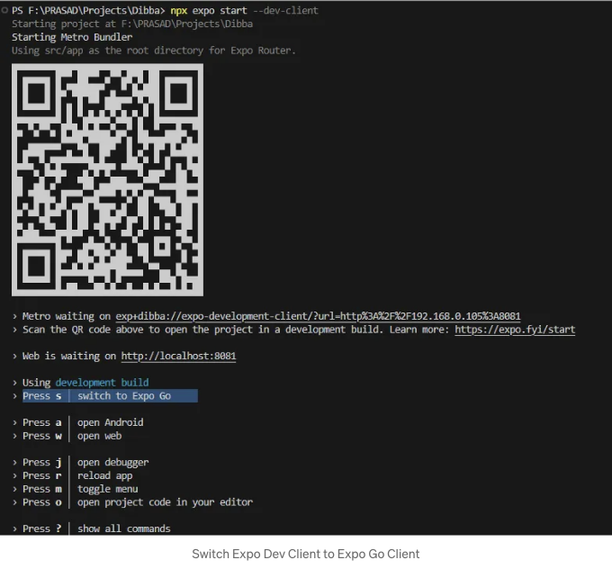 PS F:\PRASAD\Projects\Dibba> npx expo start --dev-client
Starting project at F:\PRASAD\Projects\Dibba
Starting Metro Bundler
Using src/app as the root directory for Expo Router.
› Metro waiting on exp+dibba://expo-development-client/?url=http%3A%2F%2F192.168.0.105%3A8081
› Scan the QR code above to open the project in a development build. Learn more: https://expo.fyi/start
› Web is waiting on http://localhost:8081
› Using development build
› Press s │ switch to Expo Go
› Press a │ open Android
› Press w │ open web
› Press j │ open debugger
› Press r │ reload app
› Press m │ toggle menu
› Press o │ open project code in your editor
› Press ? │ show all commands
Switch Expo Dev Client to Expo Go Client